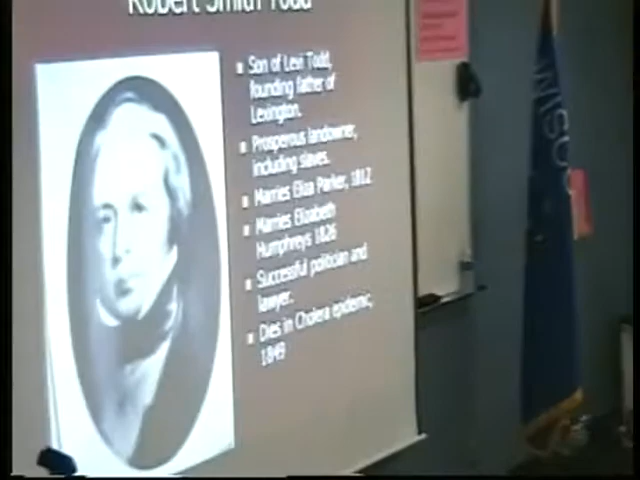 Robert Smith Todd
Son of Levi Todd,
founding father of
Lexington.
Prosperous landowner,
including slaves.
Marries Eliza Parker, 1812
Marries Elizabeth
Humphreys 1826
Successful politician and
lawyer.
Dies in Cholera epidemic,
1849
WISCO